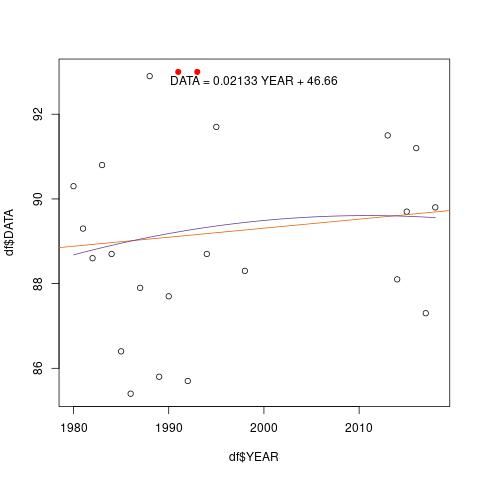 DATA = 0.02133 YEAR + 46.66
92
90
88
86
df$DATA
1980 1990 2000 2010
df$YEAR